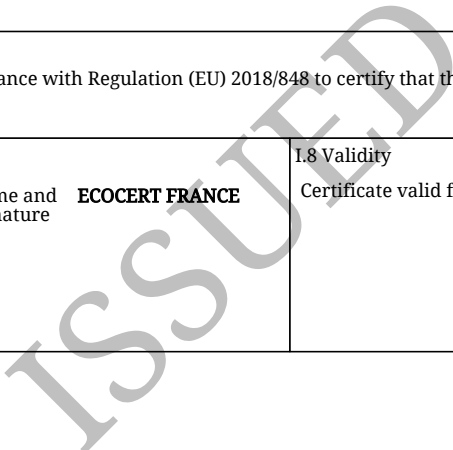 ance with Regulation (EU) 2018/848 to certify that th
I.8 Validity
me and ECOCERT FRANCE
nature
Certificate valid f
ISSUED